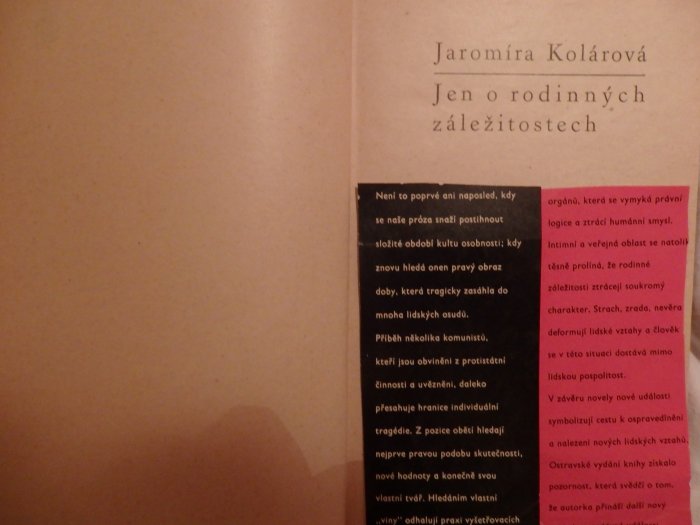 Jaromíra Kolárová
Jen o rodinných
záležitostech
Není to poprvé ani naposled, kdy
se naše próza snaží postihnout
složité období kultu osobnosti; kdy
znovu hledá onen pravý obraz
doby, která tragicky zasáhla do
mnoha lidských osudů.
Příběh několika komunistů,
kteří jsou obviněni z protistátní
činnosti a uvězněni, daleko
přesahuje hranice individuální
tragédie. Z pozice obětí hledají
nejprve pravou podobu skutečnosti,
nové hodnoty a konečně svou
vlastní tvář. Hledáním vlastní
„viny" odhalují praxi vyšetřovacích
orgánů, která se vymyká právní
logice a ztrácí humánní smysl.
Intimní a veřejná oblast se natolik
těsně prolíná, že rodinné
záležitosti ztrácejí soukromý
charakter. Strach, zrada, nevěra
deformují lidské vztahy a člověk
se v této situaci dostává mimo
lidskou pospolitost.
V závěru novely nové události
symbolizují cestu k ospravedlnění
a nalezení nových lidských vztahů.
Ostravské vydání knihy získalo
pozornost, která svědčí o tom,
že autorka přináší další nový